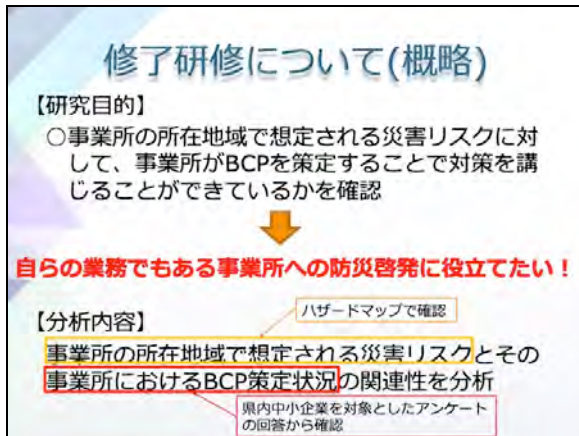 修了研修について(概略)
【研究目的】
○事業所の所在地域で想定される災害リスクに対
して、事業所がBCPを策定することで対策を講
じることができているかを確認
自らの業務でもある事業所への防災啓発に役立てたい！
ハザードマップで確認
【分析内容】
事業所の所在地域で想定される災害リスクとその
事業所におけるBCP策定状況の関連性を分析
県内中小企業を対象としたアンケート
の回答から確認